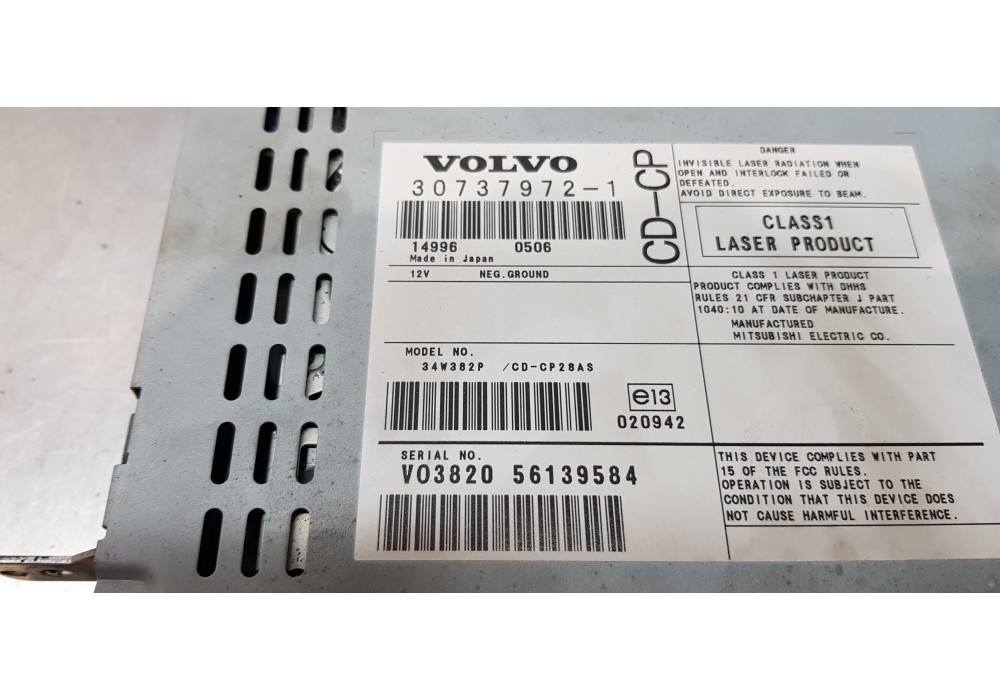 VOLVO
30737972-1
14996 0506
Made in Japan
CD-CP
12V NEG.GROUND
MODEL NO.
34W382P /CD-CP28AS
e13
020942
SERIAL NO.
VO3820 56139584
DANGER
INVISIBLE LASER RADIATION WHEN
OPEN AND INTERLOCK FAILED OR
DEFEATED.
AVOID DIRECT EXPOSURE TO BEAM.
CLASS1
LASER PRODUCT
CLASS 1 LASER PRODUCT
PRODUCT COMPLIES WITH DHHS
RULES 21 CFR SUBCHAPTER J PART
1040:10 AT DATE OF MANUFACTURE.
MANUFACTURED
MITSUBISHI ELECTRIC CO.
THIS DEVICE COMPLIES WITH PART
15 OF THE FCC RULES.
OPERATION IS SUBJECT TO THE
CONDITION THAT THIS DEVICE DOES
NOT CAUSE HARMFUL INTERFERENCE.